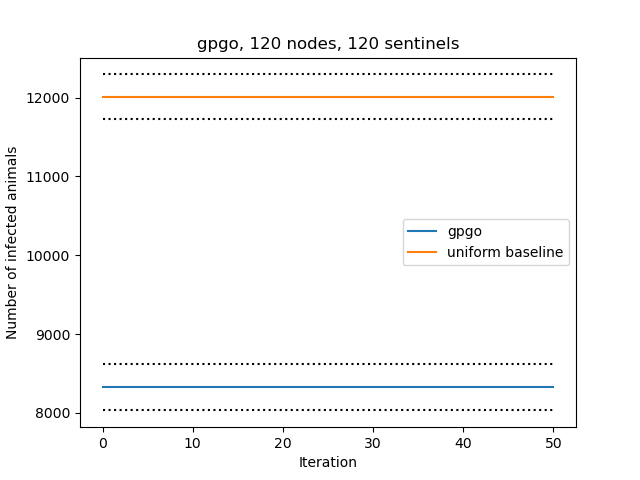 gpgo, 120 nodes, 120 sentinels
Number of infected animals
12000
11000
10000
9000
8000
gpgo
uniform baseline
0 10 20 30 40 50
Iteration